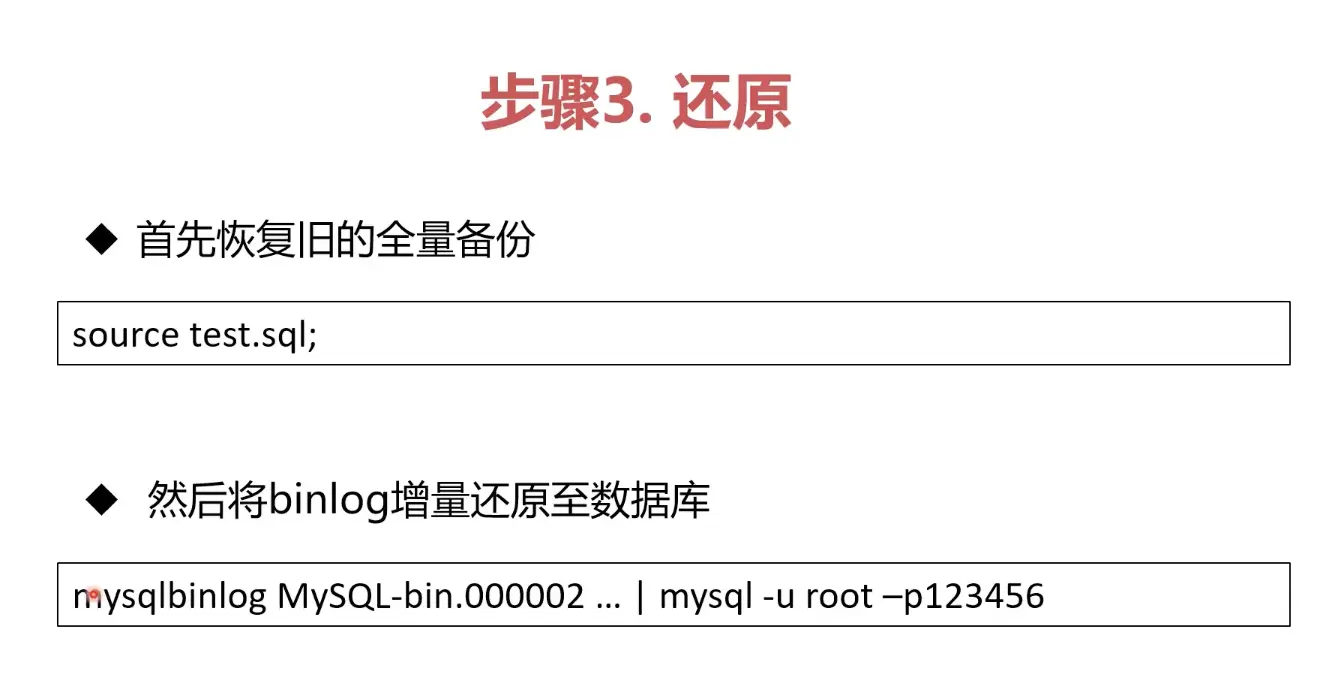 步骤3. 还原
◆ 首先恢复旧的全量备份
source test.sql;
◆ 然后将binlog增量还原至数据库
mysqlbinlog MySQL-bin.000002 ... | mysql -u root –p123456